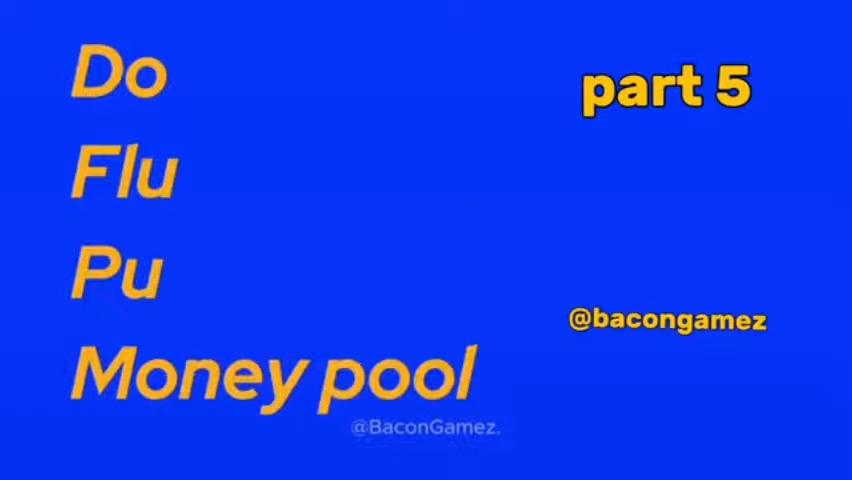 Do
part 5
Flu
Pu
@bacongamez
Money pool
@BaconGamez.